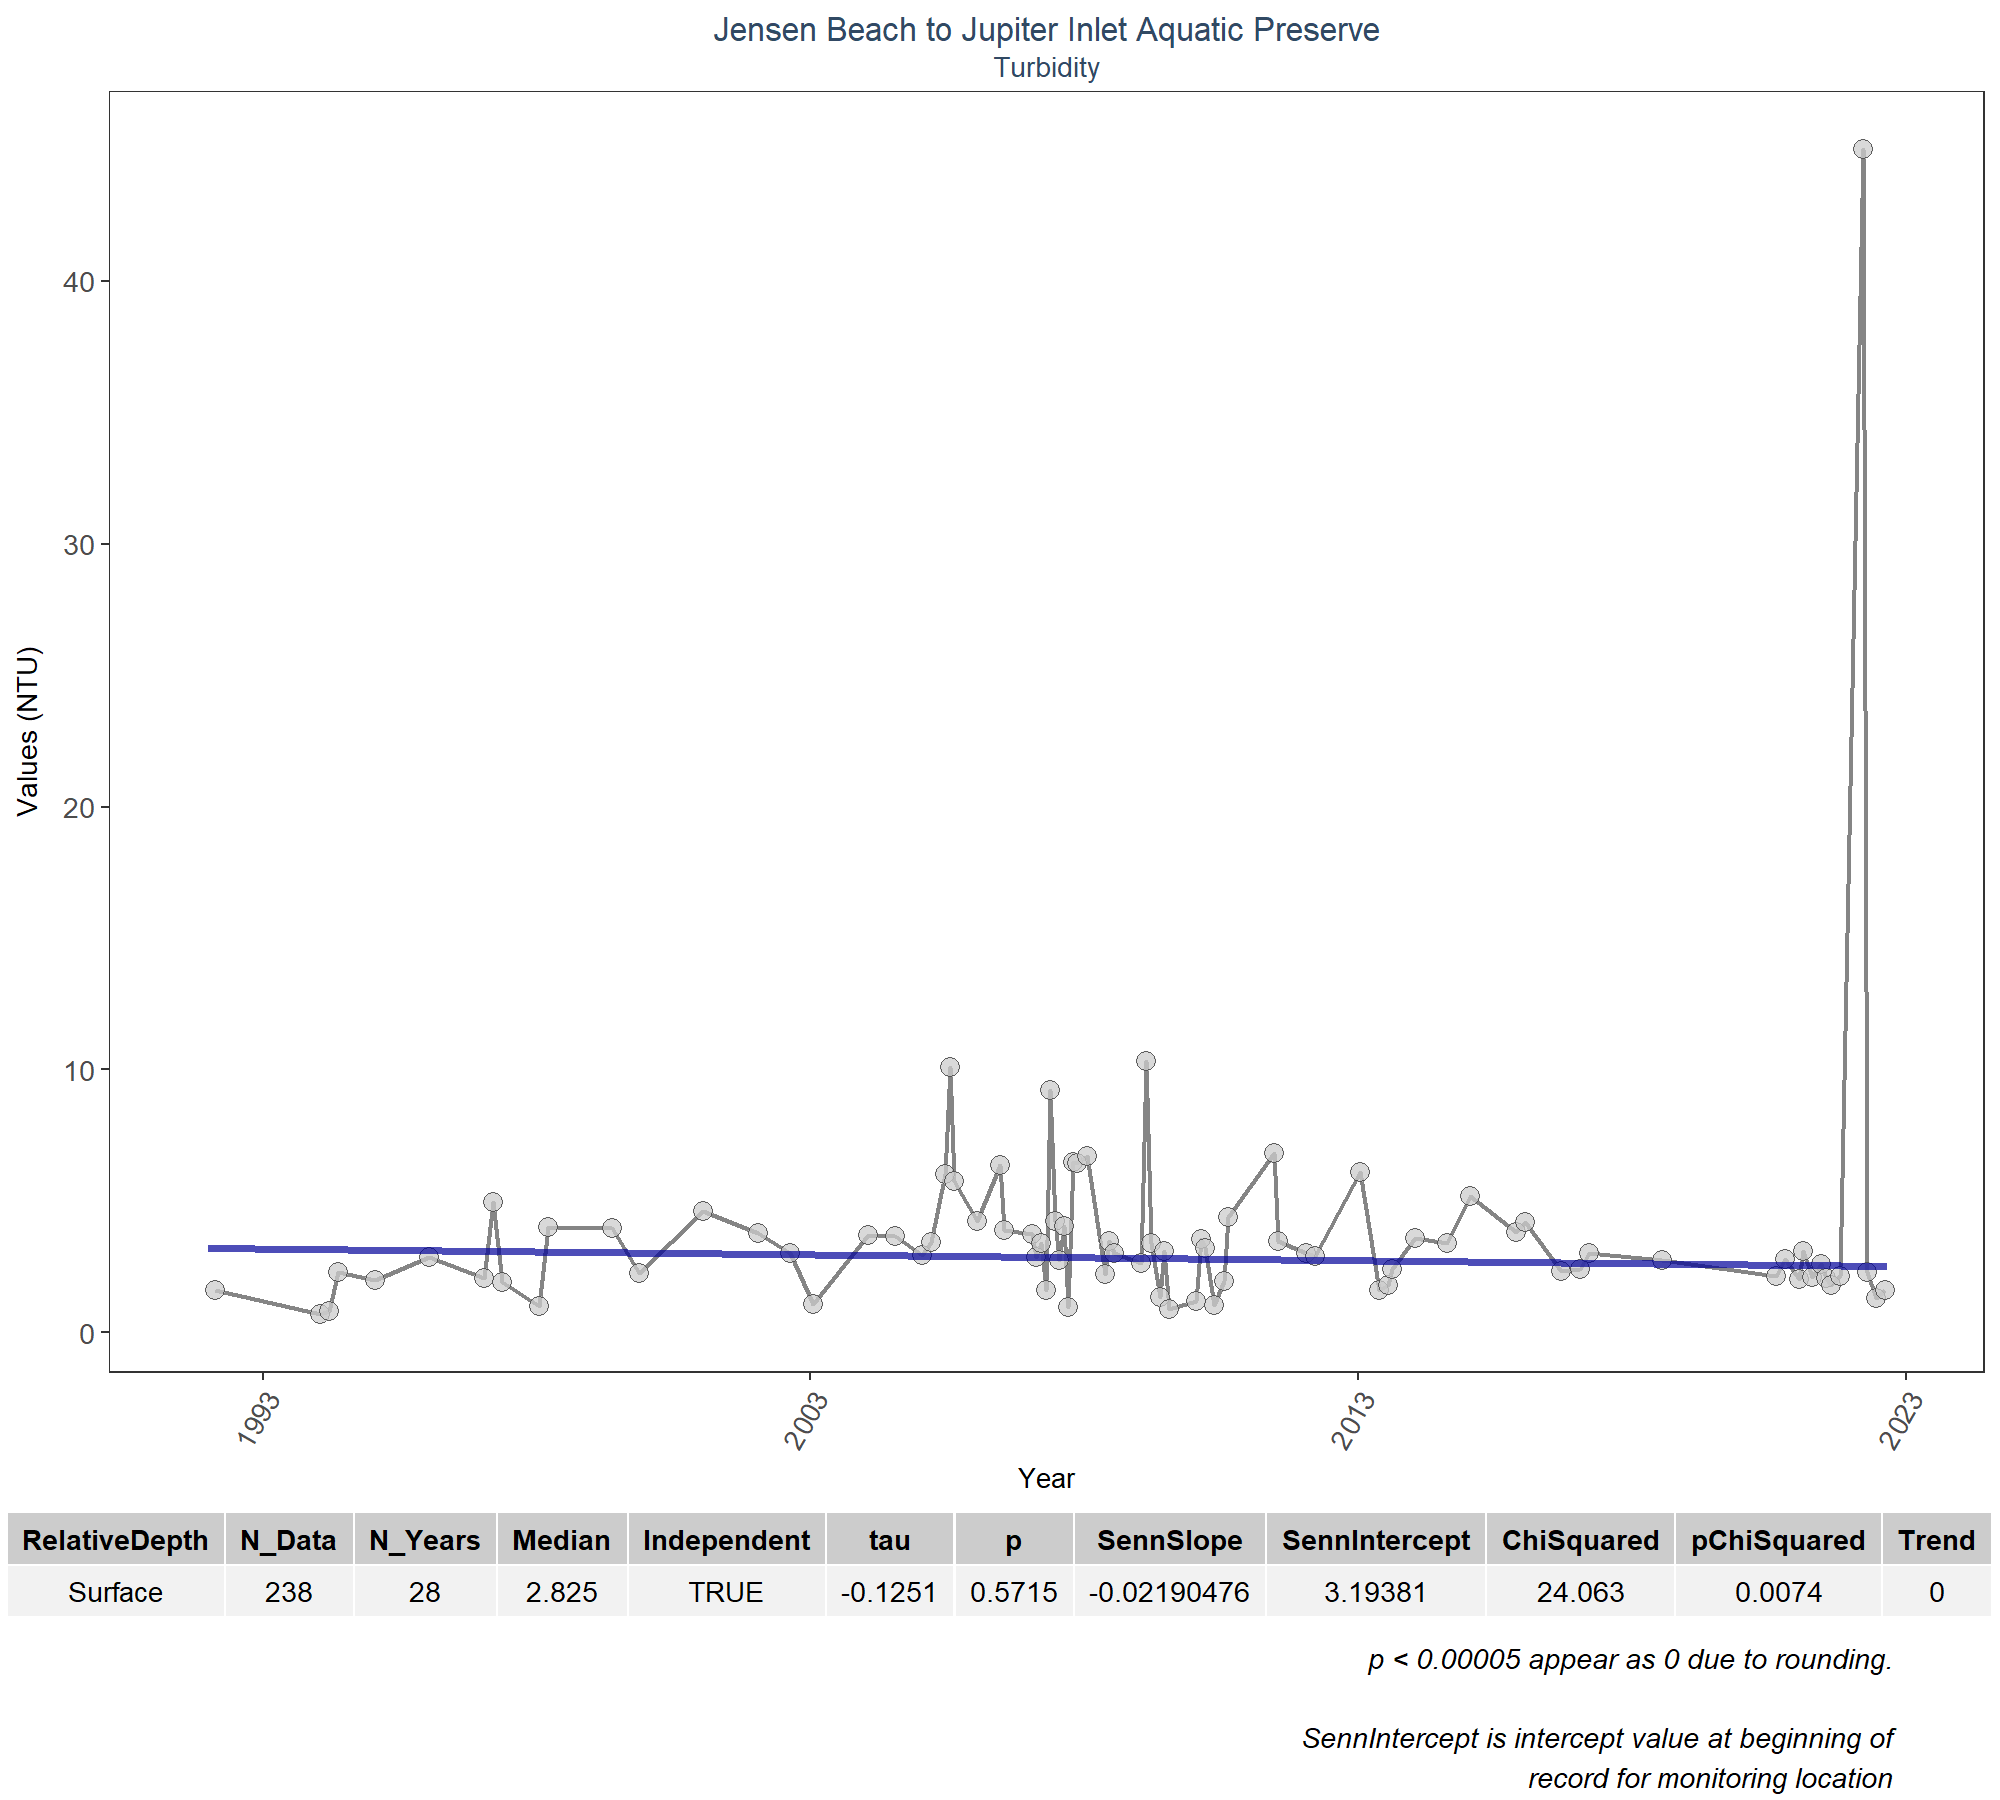 Jensen Beach to Jupiter Inlet Aquatic Preserve
Turbidity
Values (NTU)
40
30
20
10
0
1993
2003
2013
2023
Year
RelativeDepth N_Data N_Years Median Independent tau p SennSlope SennIntercept ChiSquared pChiSquared Trend
Surface 238 28 2.825 TRUE -0.1251 0.5715 -0.02190476 3.19381 24.063 0.0074 0
p < 0.00005 appear as 0 due to rounding.
SennIntercept is intercept value at beginning of
record for monitoring location